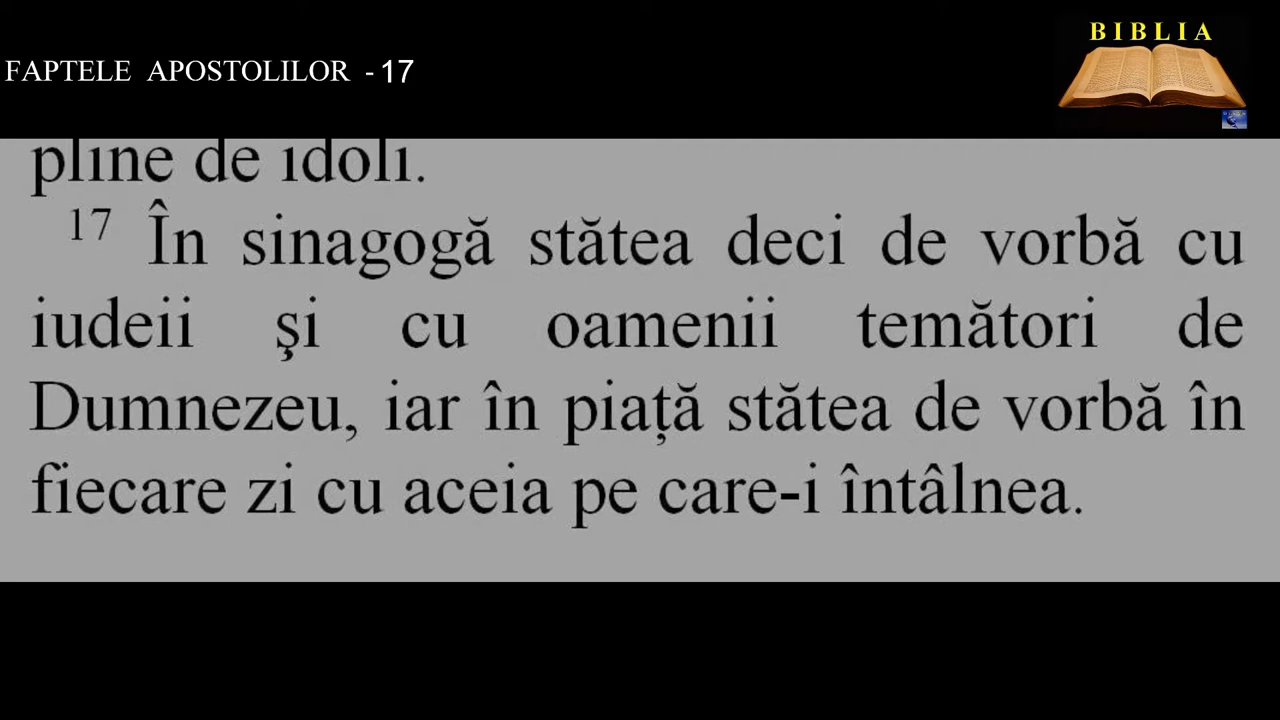 BIBLIA
FAPTELE APOSTOLILOR - 17
pline de idoli.
17 În sinagogă stătea deci de vorbă cu
iudeii şi cu oamenii temători de
Dumnezeu, iar în piață stătea de vorbă în
fiecare zi cu aceia pe care-i întâlnea.